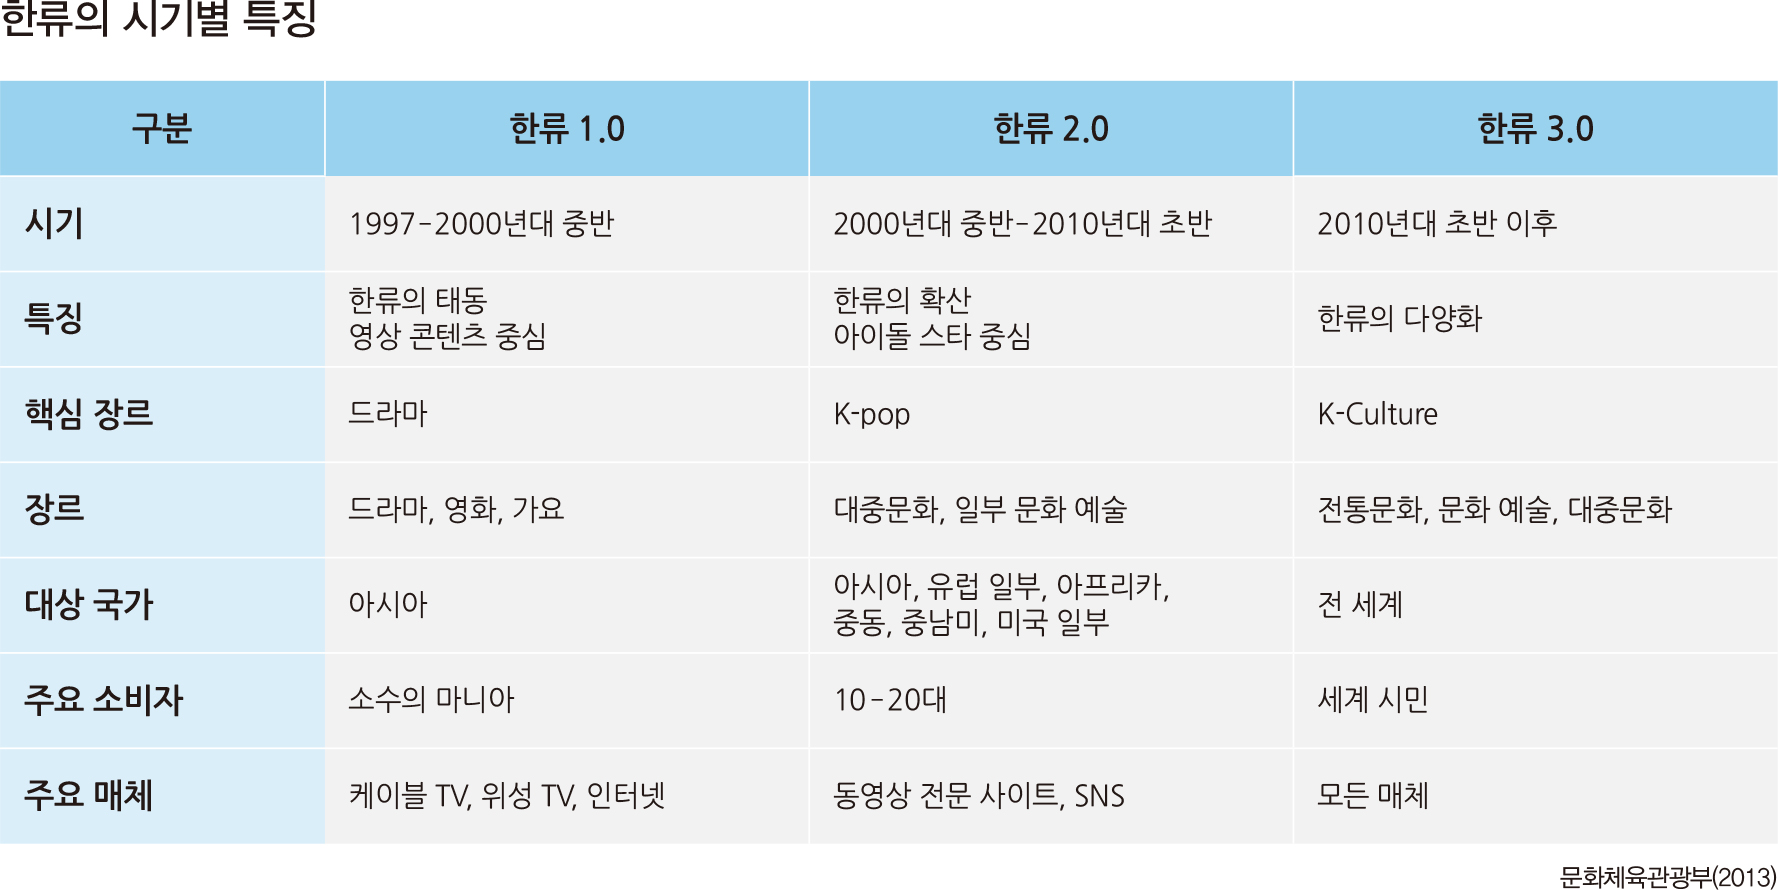 한류의 시기별 특징
구분 한류 1.0 한류 2.0 한류 3.0
시기 1997–2000년대 중반 2000년대 중반–2010년대 초반 2010년대 초반 이후
특징 한류의 태동 한류의 확산 한류의 다양화
영상 콘텐츠 중심 아이돌 스타 중심
핵심 장르 드라마 K-pop K-Culture
장르 드라마, 영화, 가요 대중문화, 일부 문화 예술 전통문화, 문화 예술, 대중문화
대상 국가 아시아 아시아, 유럽 일부, 아프리카, 전 세계
중동, 중남미, 미국 일부
주요 소비자 소수의 마니아 10–20대 세계 시민
주요 매체 케이블 TV, 위성 TV, 인터넷 동영상 전문 사이트, SNS 모든 매체
문화체육관광부(2013)